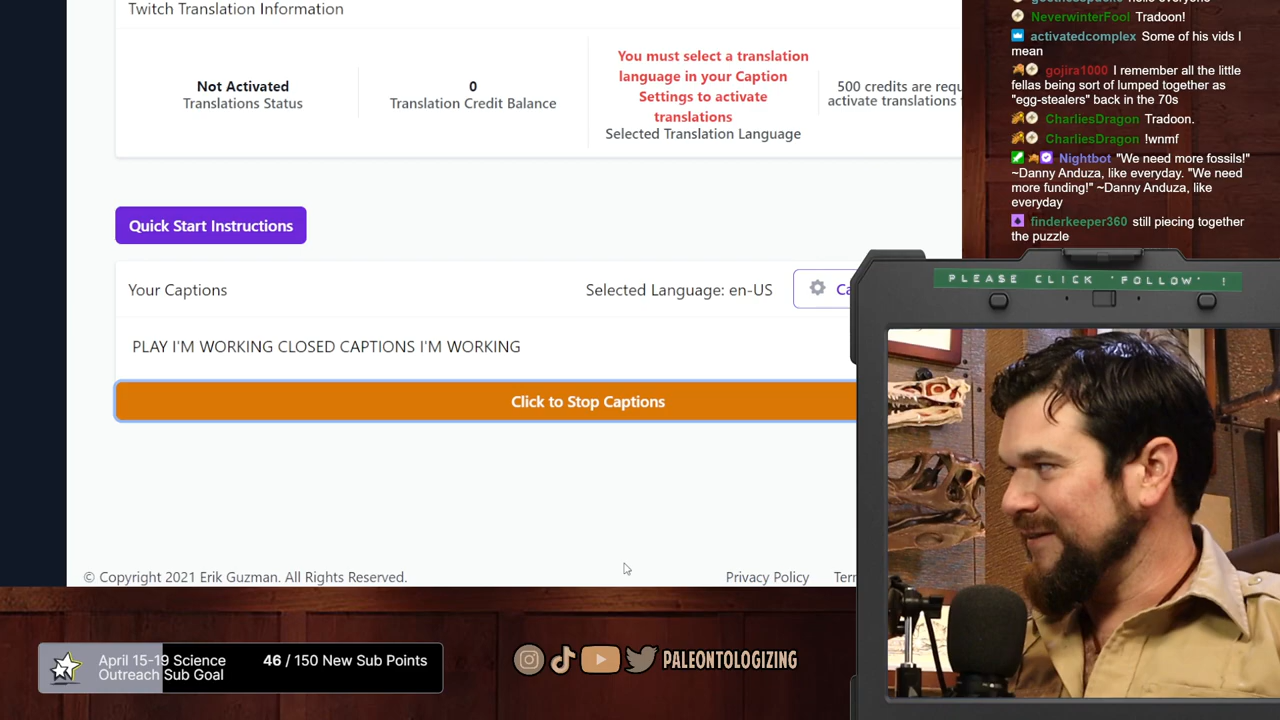 Twitch Translation Information
Not Activated
Translations Status
0
Translation Credit Balance
You must select a translation
language in your Caption
Settings to activate
translations
Selected Translation Language
500 credits are
activate translations
Quick Start Instructions
Your Captions
Selected Language: en-US
PLAY I'M WORKING CLOSED CAPTIONS I'M WORKING
Click to Stop Captions
© Copyright 2021 Erik Guzman. All Rights Reserved.
Privacy Policy
NeverwinterFool Tradoon!
activatedcomplex Some of his vids I
mean
gojira1000 I remember all the little
fellas being sort of lumped together as
"egg-stealers" back in the 70s
CharliesDragon Tradoon.
CharliesDragon !wnmf
Nightbot "We need more fossils!"
~Danny Anduza, like everyday. "We need
more funding!" ~Danny Anduza, like
everyday
finderkeeper360 still piecing together
the puzzle
PLEASE CLICK 'FOLLOW' !
April 15-19 Science
Outreach Sub Goal
46 / 150 New Sub Points
PALEONTOLOGIZING